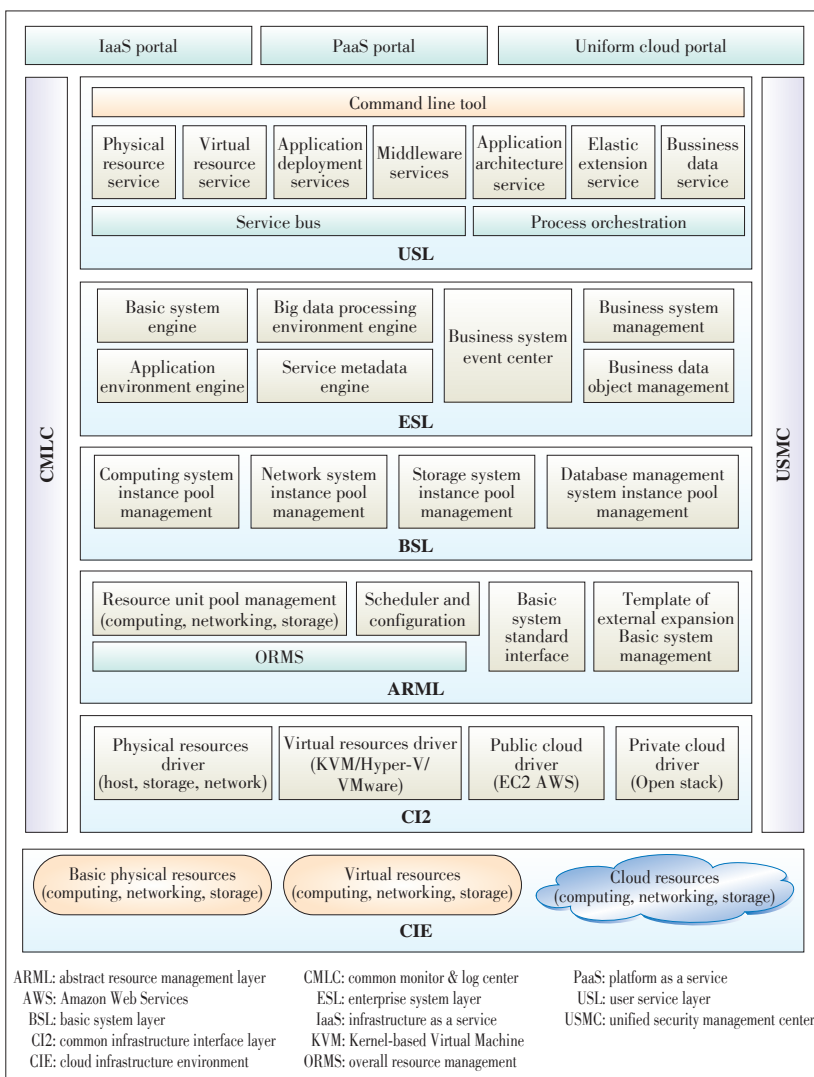 IaaS portal
PaaS portal
Uniform cloud portal
CMLC
USMC
Command line tool
Physical
resource
service
Virtual
resource
service
Application
deployment
services
Middleware
services
Application
architecture
service
Elastic
extension
service
Bussiness
data
service
Service bus
Process orchestration
USL
Basic system
engine
Big data processing
environment engine
Business system
event center
Business system
management
Application
environment engine
Service metadata
engine
Business data
object management
ESL
Computing system
instance pool
management
Network system
instance pool
management
Storage system
instance pool
management
Database management
system instance pool
management
BSL
Resource unit pool management
(computing, networking, storage)
Scheduler and
configuration
Basic
system
standard
interface
Template of
external expansion
Basic system
management
ORMS
ARML
Physical resources
driver
(host, storage, network)
Virtual resources driver
(KVM/Hyper-V/
VMware)
Public cloud
driver
(EC2 AWS)
Private cloud
driver
(Open stack)
CI2
Basic physical resources
(computing, networking, storage)
Virtual resources
(computing, networking, storage)
Cloud resources
(computing, networking, storage)
CIE
ARML: abstract resource management layer
AWS: Amazon Web Services
BSL: basic system layer
CI2: common infrastructure interface layer
CIE: cloud infrastructure environment
CMLC: common monitor & log center
ESL: enterprise system layer
IaaS: infrastructure as a service
KVM: Kernel-based Virtual Machine
ORMS: overall resource management
PaaS: platform as a service
USL: user service layer
USMC: unified security management center